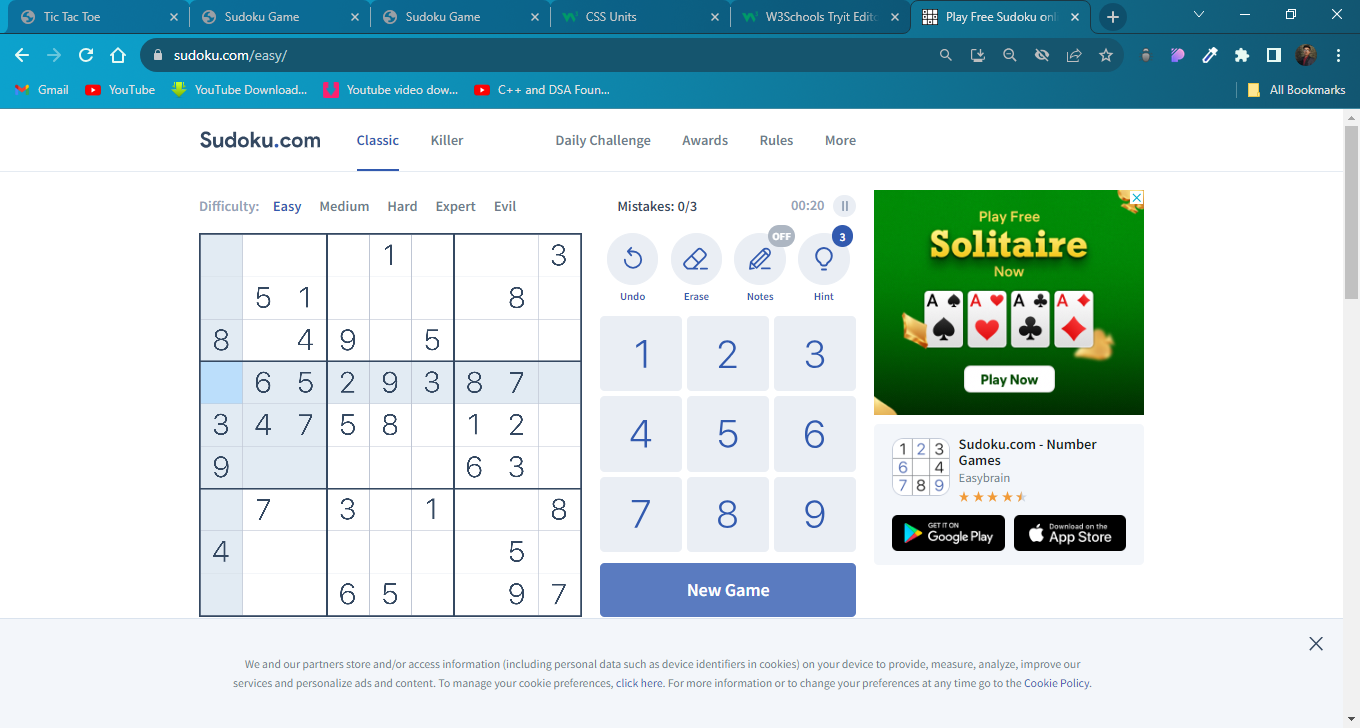 Tic Tac Toe
Sudoku Game
Sudoku Game
CSS Units
W3Schools Tryit Edito
Play Free Sudoku onl
sudoku.com/easy/
Gmail
YouTube
YouTube Download...
Youtube video dow...
C++ and DSA Foun...
All Bookmarks
Sudoku.com
Classic
Killer
Daily Challenge
Awards
Rules
More
Difficulty: Easy Medium Hard Expert Evil
1 3
5 1 8
8 4 9 5
6 5 2 9 3 8 7
3 4 7 5 8 1 2
9 6 3
7 3 1 8
4 5
6 5 9 7
Mistakes: 0/3
00:20
OFF
3
Undo
Erase
Notes
Hint
1 2 3
4 5 6
7 8 9
New Game
Play Free
Solitaire
Now
A A A A
Play Now
1 2 3
6 4
7 8 9
Sudoku.com - Number
Games
Easybrain
GET IT ON
Google Play
Download on the
App Store
We and our partners store and/or access information (including personal data such as device identifiers in cookies) on your device to provide, measure, analyze, improve our
services and personalize ads and content. To manage your cookie preferences, click here. For more information or to change your preferences at any time go to the Cookie Policy.